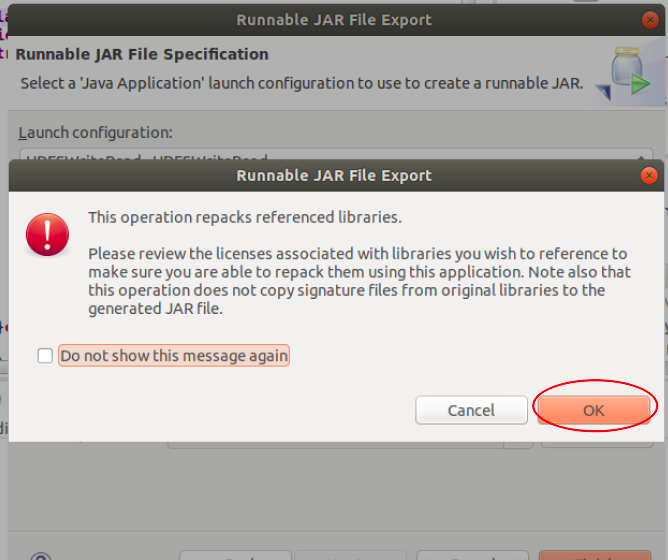 Runnable JAR File Export
Runnable JAR File Specification
Select a 'Java Application' launch configuration to use to create a runnable JAR.
Launch configuration:
HDFSWriteRead - HDFSWriteRead
Runnable JAR File Export
This operation repacks referenced libraries.
Please review the licenses associated with libraries you wish to reference to
make sure you are able to repack them using this application. Note also that
this operation does not copy signature files from original libraries to the
generated JAR file.
Do not show this message again
Cancel
OK